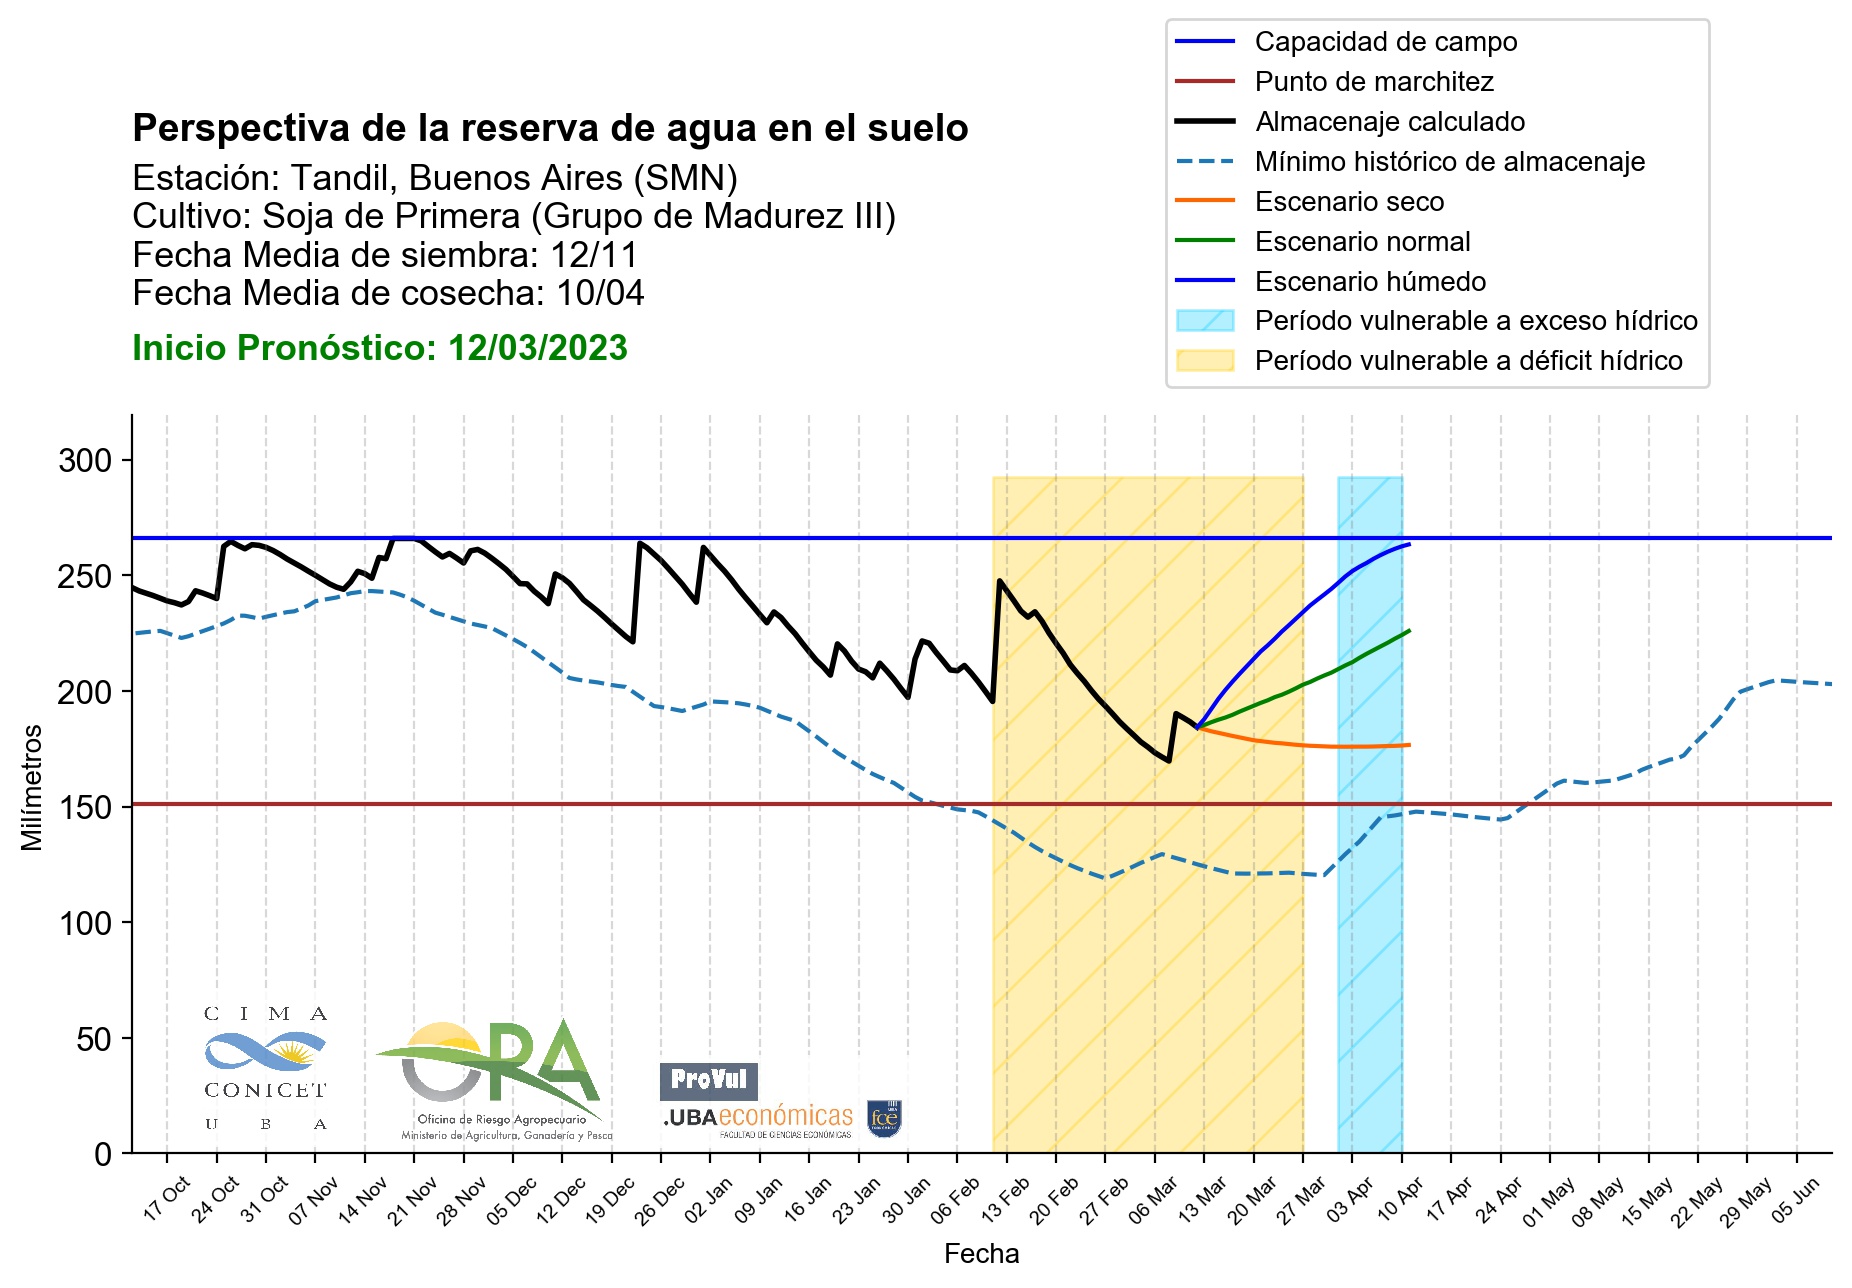 Capacidad de campo
Punto de marchitez
Almacenaje calculado
Mínimo histórico de almacenaje
Escenario seco
Escenario normal
Escenario húmedo
Período vulnerable a exceso hídrico
Período vulnerable a déficit hídrico
Perspectiva de la reserva de agua en el suelo
Estación: Tandil, Buenos Aires (SMN)
Cultivo: Soja de Primera (Grupo de Madurez III)
Fecha Media de siembra: 12/11
Fecha Media de cosecha: 10/04
Inicio Pronóstico: 12/03/2023
300
250
200
150
100
50
0
Milímetros
CIMA
CONICET
UBA
ORA
Oficina de Riesgo Agropecuario
Ministerio de Agricultura, Ganadería y Pesca
ProVul
.UBAeconómicas
FACULTAD DE CIENCIAS ECONÓMICAS
fce
17 Oct
24 Oct
31 Oct
07 Nov
14 Nov
21 Nov
28 Nov
05 Dec
12 Dec
19 Dec
26 Dec
02 Jan
09 Jan
16 Jan
23 Jan
30 Jan
06 Feb
13 Feb
20 Feb
27 Feb
06 Mar
13 Mar
20 Mar
27 Mar
03 Apr
10 Apr
17 Apr
24 Apr
01 May
08 May
15 May
22 May
29 May
05 Jun
Fecha